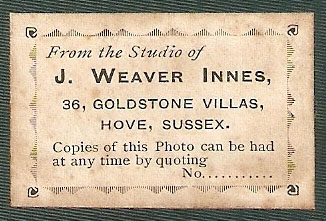 From the Studio of
J. WEAVER INNES,
36, GOLDSTONE VILLAS,
HOVE, SUSSEX.
Copies of this Photo can be had
at any time by quoting
No...........